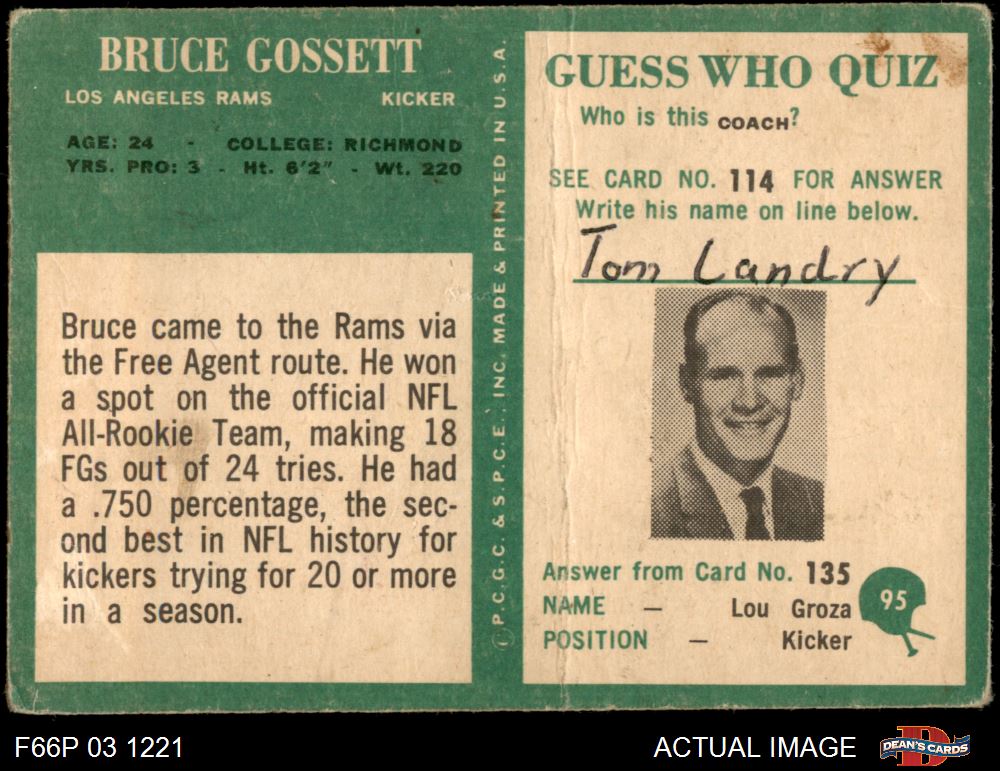 BRUCE GOSSETT
LOS ANGELES RAMS KICKER
AGE: 24 - COLLEGE: RICHMOND
YRS. PRO: 3 - Ht. 6'2" - Wt. 220
Bruce came to the Rams via
the Free Agent route. He won
a spot on the official NFL
All-Rookie Team, making 18
FGs out of 24 tries. He had
a .750 percentage, the sec-
ond best in NFL history for
kickers trying for 20 or more
in a season.
©P.C.G.C. & S.P.C.E., INC. MADE & PRINTED IN U.S.A.
GUESS WHO QUIZ
Who is this COACH?
SEE CARD NO. 114 FOR ANSWER
Write his name on line below.
Tom Landry
Answer from Card No. 135
NAME — Lou Groza
POSITION — Kicker
95
F66P 03 1221
ACTUAL IMAGE
DEAN'S CARDS